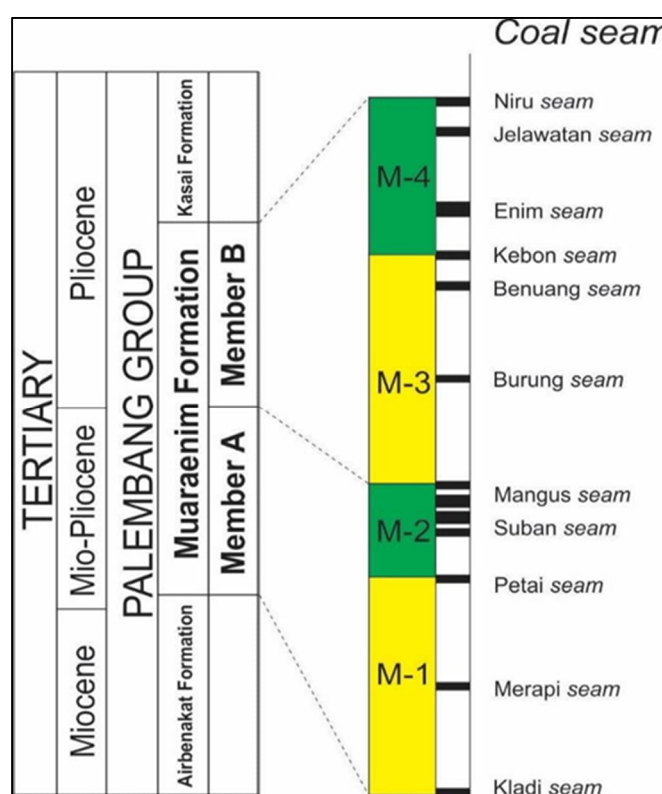 Coal seam
TERTIARY
Pliocene
Mio-Pliocene
Miocene
PALEMBANG GROUP
Kasai Formation
Muaraenim Formation
Airbenakat Formation
Member B
Member A
M-4
M-3
M-2
M-1
Niru seam
Jelawatan seam
Enim seam
Kebon seam
Benuang seam
Burung seam
Mangus seam
Suban seam
Petai seam
Merapi seam
Kladi seam